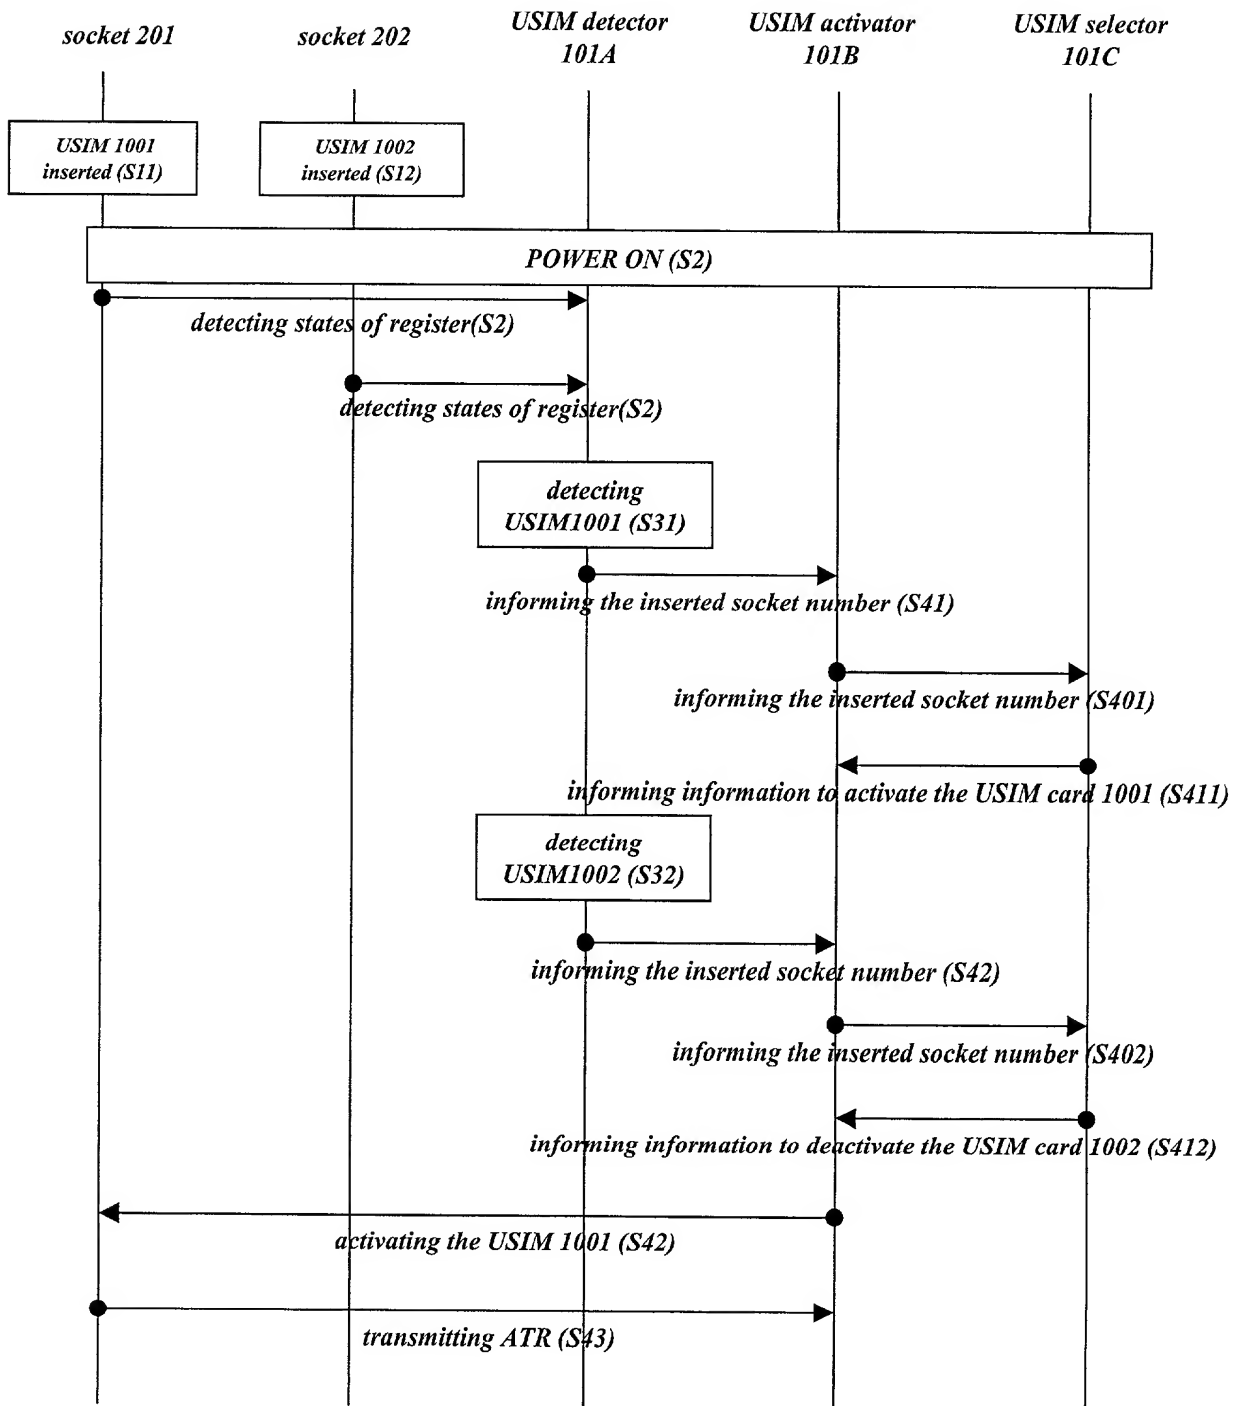 socket 201
socket 202
USIM detector
101A
USIM activator
101B
USIM selector
101C
USIM 1001
inserted (S11)
USIM 1002
inserted (S12)
POWER ON (S2)
detecting states of register(S2)
detecting states of register(S2)
detecting
USIM1001 (S31)
informing the inserted socket number (S41)
informing the inserted socket number (S401)
informing information to activate the USIM card 1001 (S411)
detecting
USIM1002 (S32)
informing the inserted socket number (S42)
informing the inserted socket number (S402)
informing information to deactivate the USIM card 1002 (S412)
activating the USIM 1001 (S42)
transmitting ATR (S43)